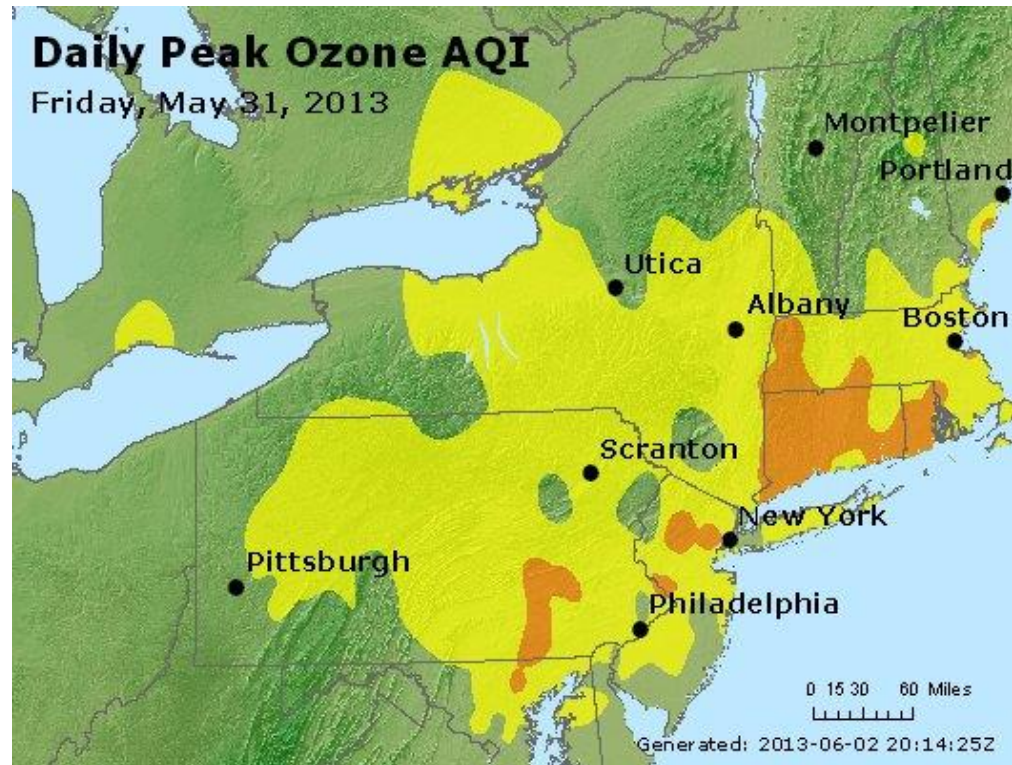 Daily Peak Ozone AQI
Friday, May 31, 2013
Montpelier
Portland
Utica
Albany
Boston
Scranton
New York
Pittsburgh
Philadelphia
0 15 30 60 Miles
Generated: 2013-06-02 20:14:25Z